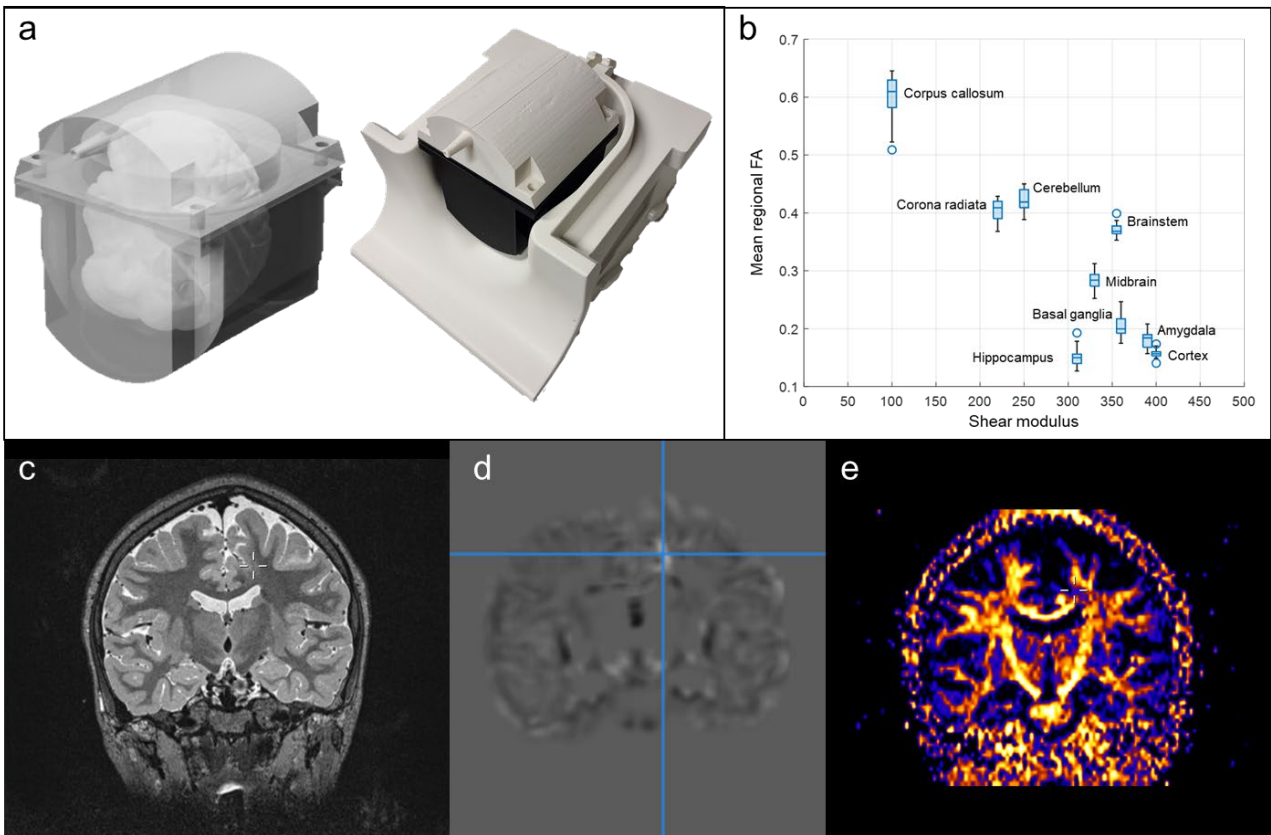 a
b
0.7
0.6
0.5
0.4
0.3
0.2
0.1
Mean regional FA
Corpus callosum
Corona radiata
Cerebellum
Brainstem
Midbrain
Basal ganglia
Amygdala
Hippocampus
Cortex
0 50 100 150 200 250 300 350 400 450 500
Shear modulus
c
d
e